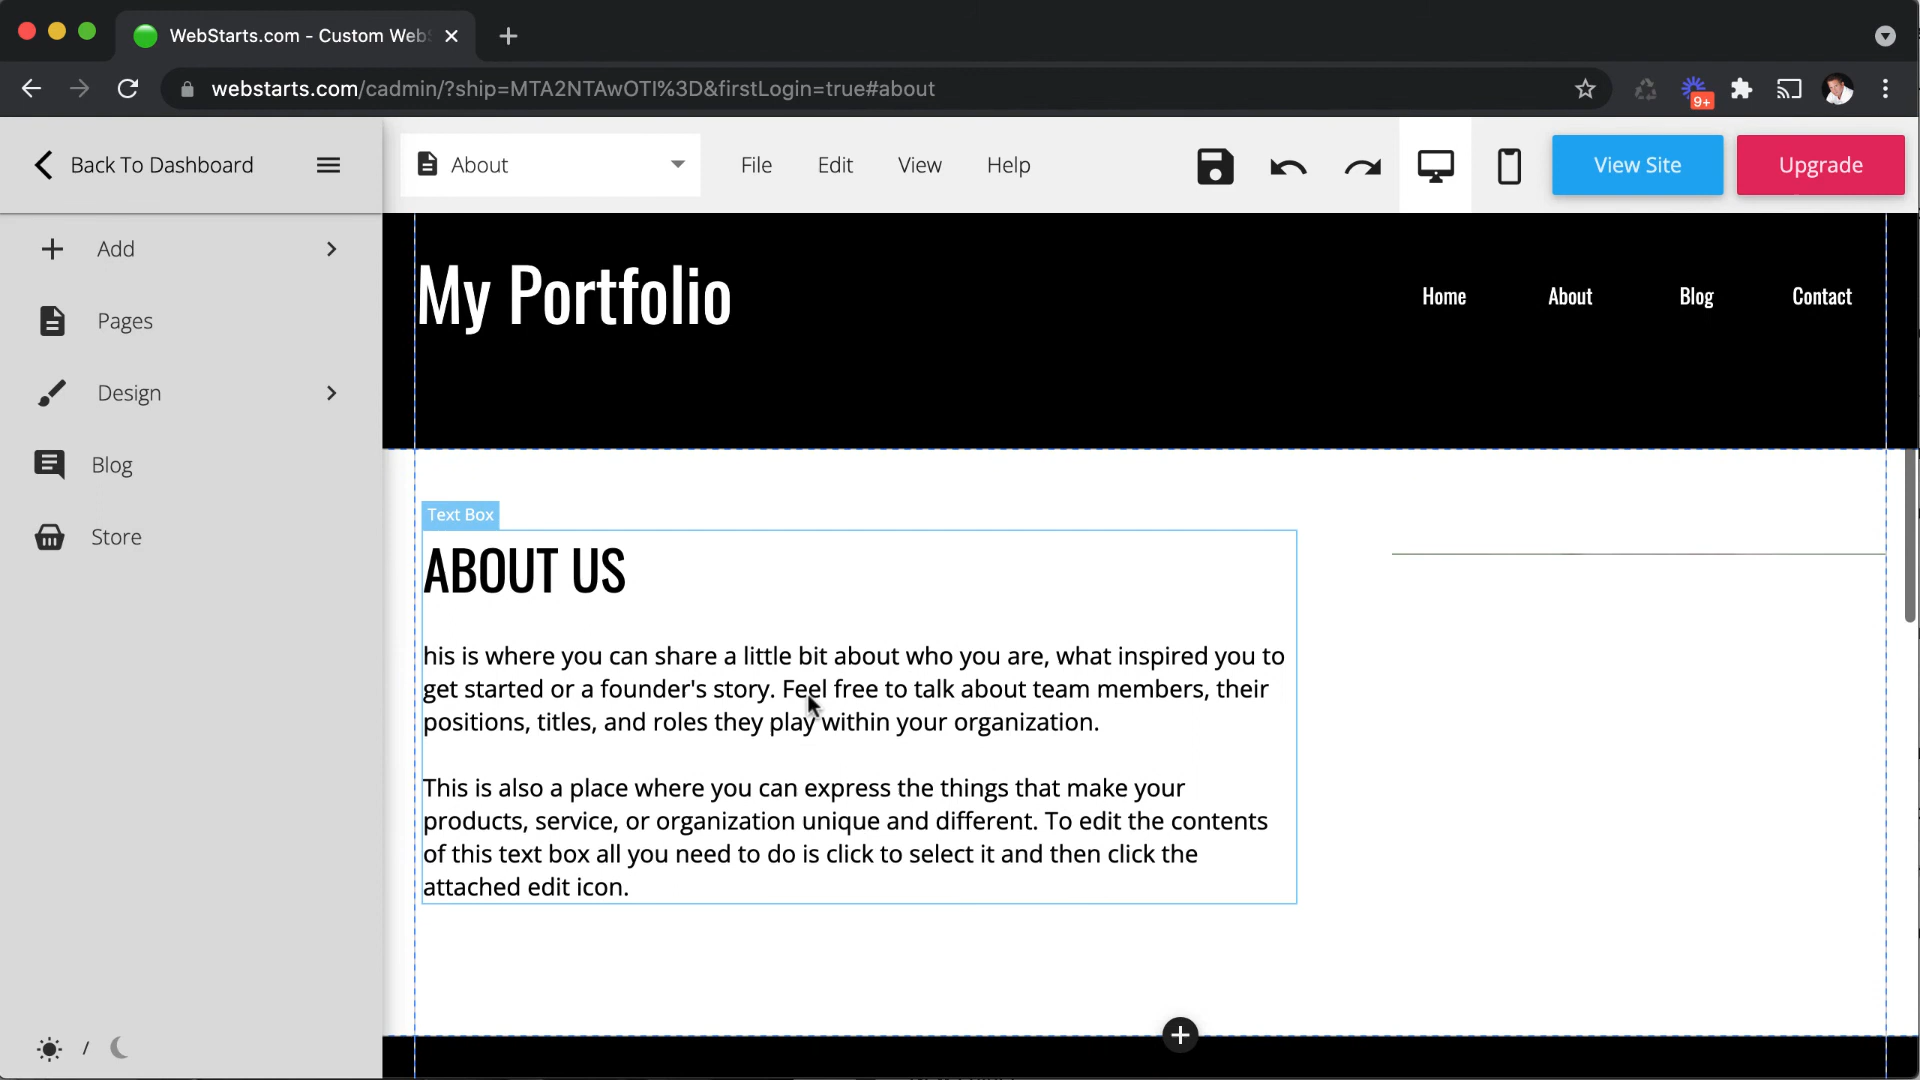 WebStarts.com - Custom Web
webstarts.com/cadmin/?ship=MTA2NTAwOTI%3D&firstLogin=true#about
9+
Back To Dashboard
About
File
Edit
View
Help
View Site
Upgrade
Add
Pages
Design
Blog
Store
/
My Portfolio
Home
About
Blog
Contact
Text Box
ABOUT US
his is where you can share a little bit about who you are, what inspired you to
get started or a founder's story. Feel free to talk about team members, their
positions, titles, and roles they play within your organization.
This is also a place where you can express the things that make your
products, service, or organization unique and different. To edit the contents
of this text box all you need to do is click to select it and then click the
attached edit icon.